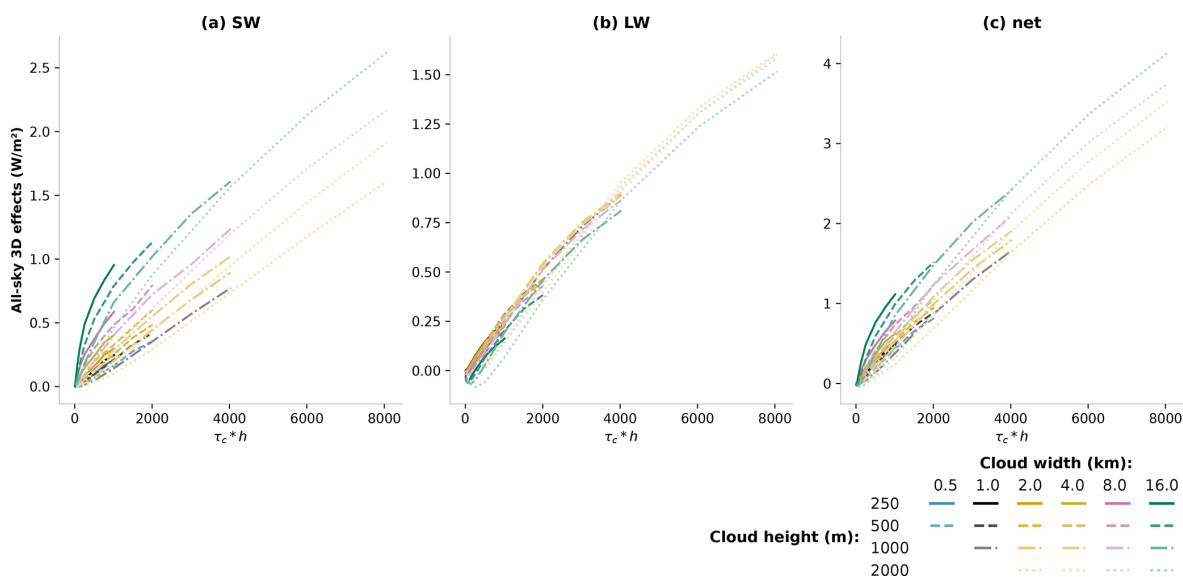 (a) SW
(b) LW
(c) net
All-sky 3D effects (W/m²)
2.5
2.0
1.5
1.0
0.5
0.0
0 2000 4000 6000 8000
τc * h
1.50
1.25
1.00
0.75
0.50
0.25
0.00
0 2000 4000 6000 8000
τc * h
4
3
2
1
0
0 2000 4000 6000 8000
τc * h
Cloud width (km):
0.5 1.0 2.0 4.0 8.0 16.0
Cloud height (m):
250
500
1000
2000